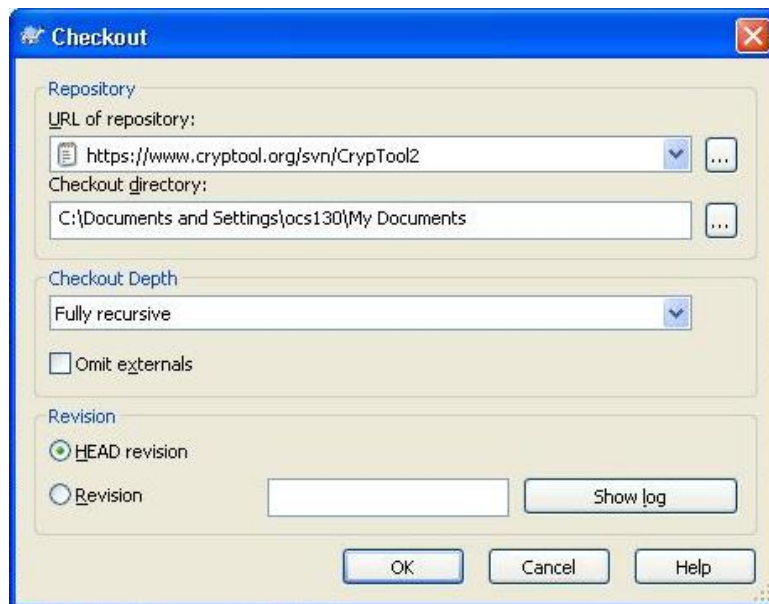 Checkout
Repository
URL of repository:
https://www.cryptool.org/svn/CrypTool2
...
Checkout directory:
C:\Documents and Settings\ocs130\My Documents
...
Checkout Depth
Fully recursive
Omit externals
Revision
HEAD revision
Revision
Show log
OK
Cancel
Help